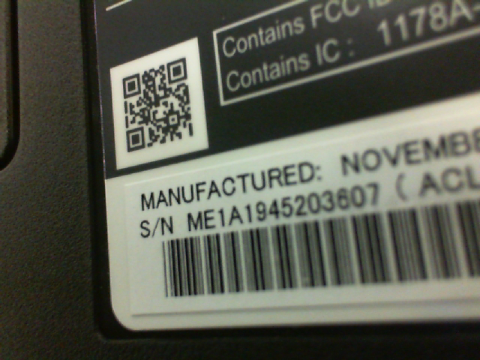 Contains FCC ID
Contains IC : 1178A-
MANUFACTURED: NOVEMBE
S/N ME1A1945203607 ( ACL